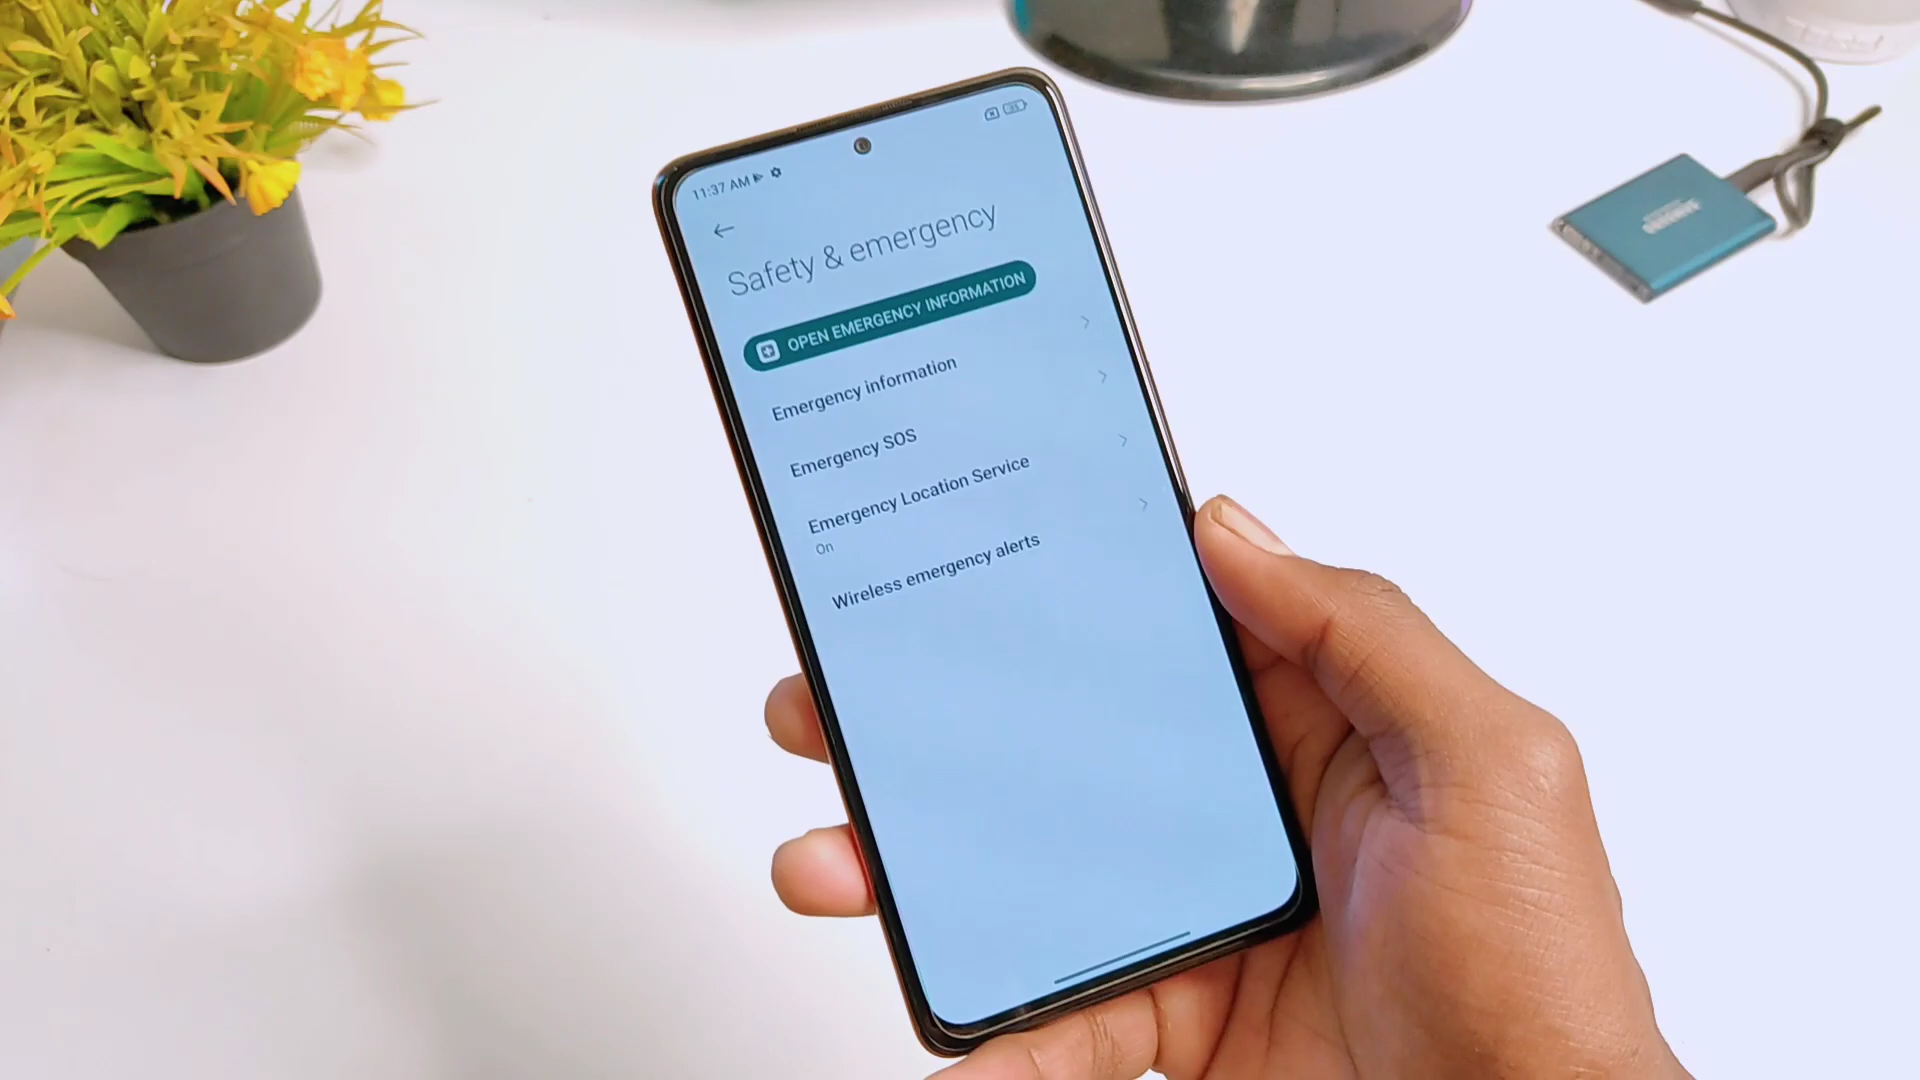 11:37 AM
Safety & emergency
OPEN EMERGENCY INFORMATION
Emergency information
Emergency SOS
Emergency Location Service
On
Wireless emergency alerts